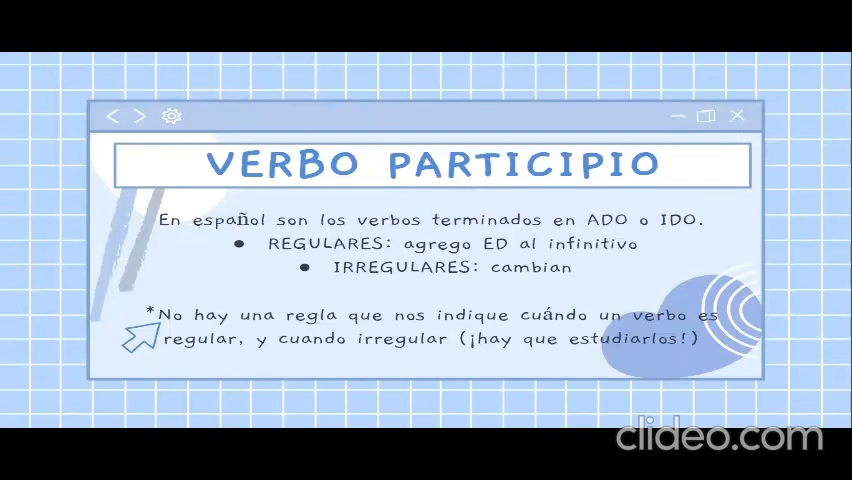 VERBO PARTICIPIO
En español son los verbos terminados en ADO o IDO.
● REGULARES: agrego ED al infinitivo
● IRREGULARES: cambian
*No hay una regla que nos indique cuándo un verbo es
regular, y cuando irregular (¡hay que estudiarlos!)
clideo.com